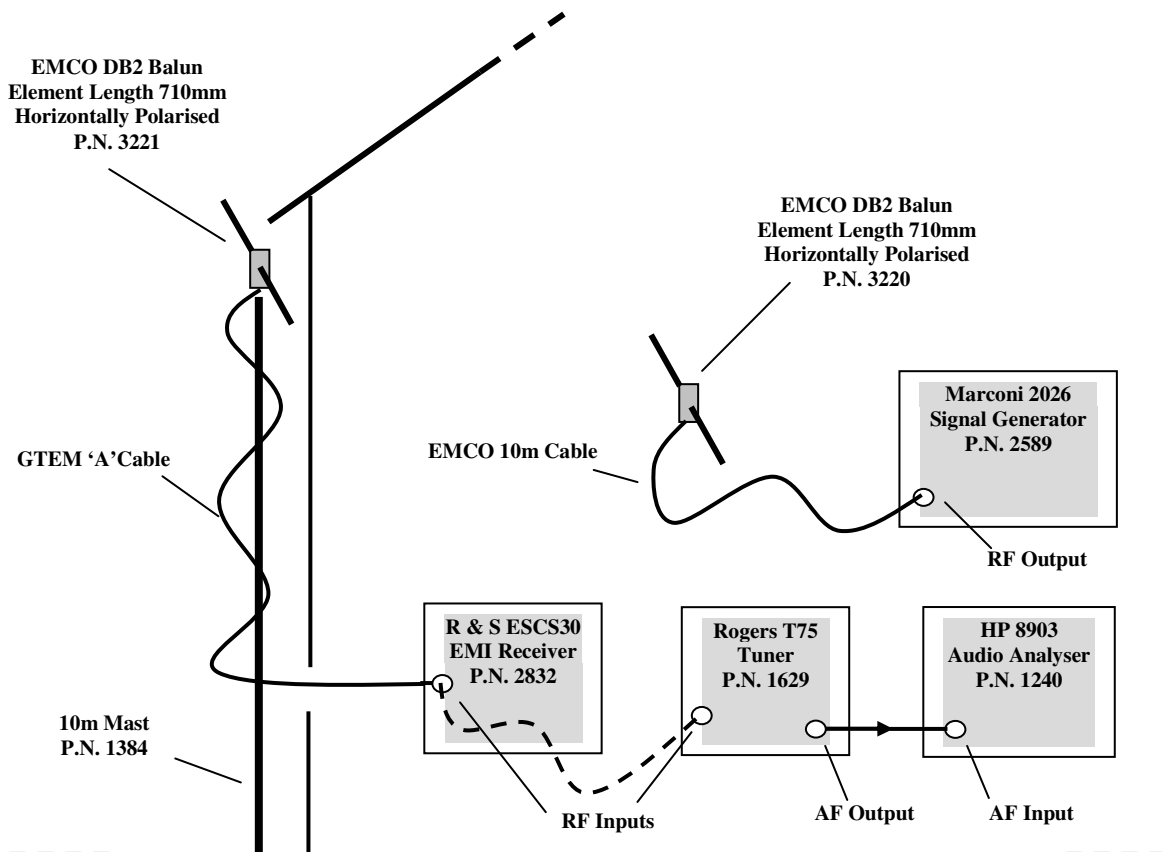 EMCO DB2 Balun
Element Length 710mm
Horizontally Polarised
P.N. 3221
EMCO DB2 Balun
Element Length 710mm
Horizontally Polarised
P.N. 3220
Marconi 2026
Signal Generator
P.N. 2589
GTEM ‘A’Cable
EMCO 10m Cable
RF Output
R & S ESCS30
EMI Receiver
P.N. 2832
Rogers T75
Tuner
P.N. 1629
HP 8903
Audio Analyser
P.N. 1240
10m Mast
P.N. 1384
RF Inputs
AF Output
AF Input